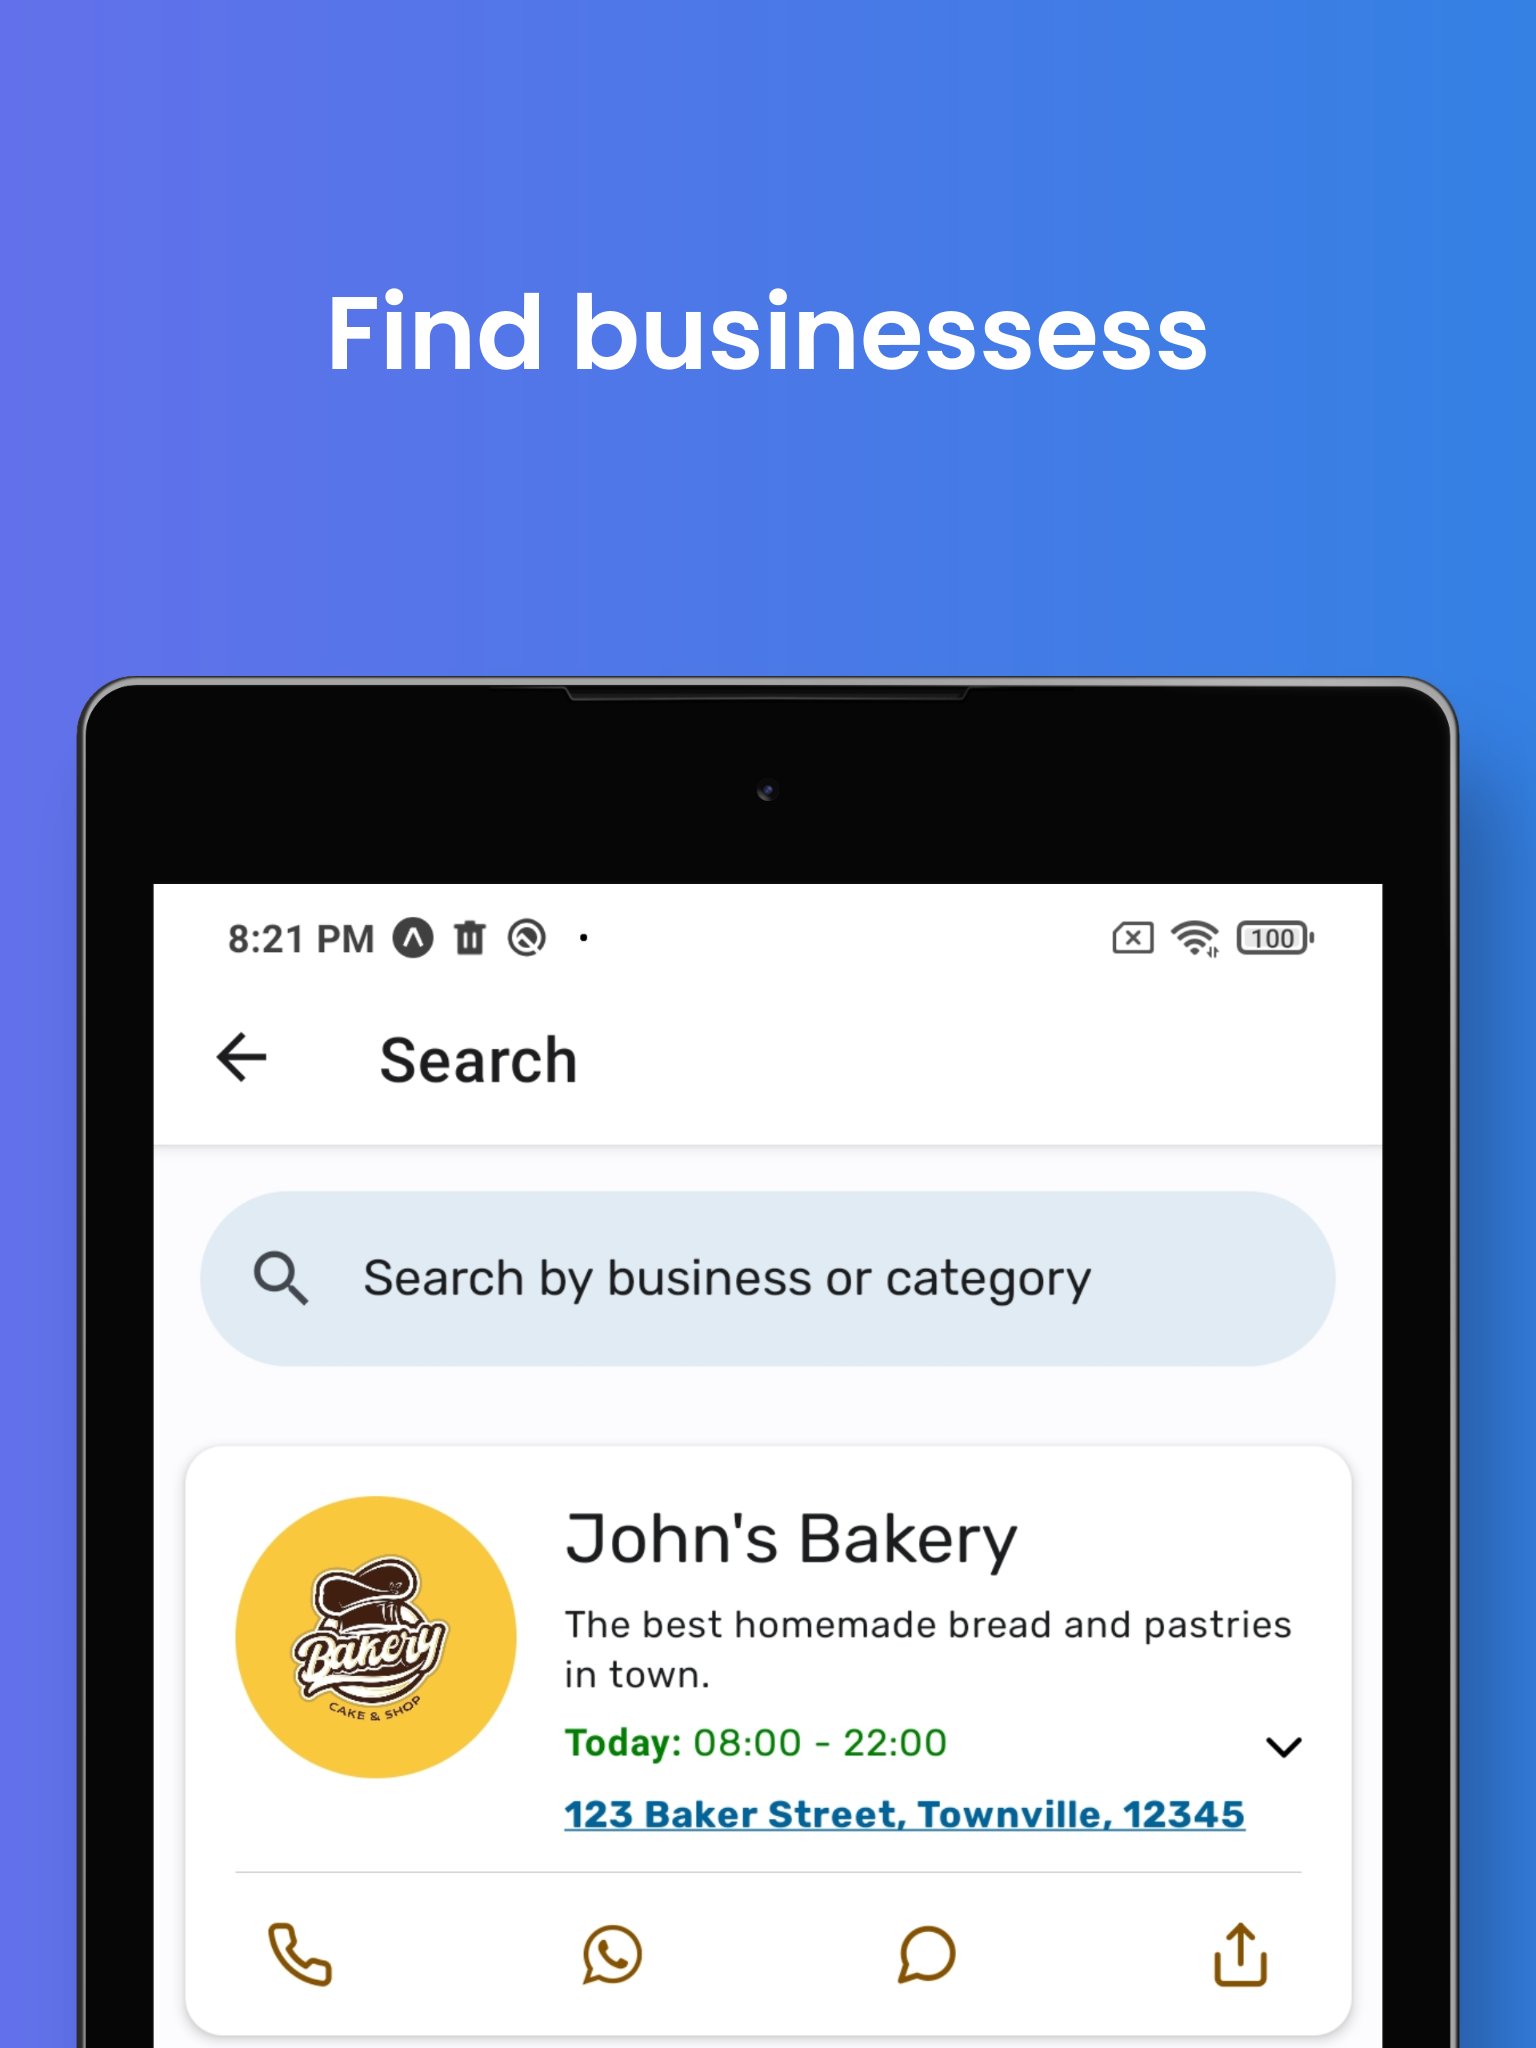 Find businessess
8:21 PM
100
Search
Search by business or category
John's Bakery
The best homemade bread and pastries
in town.
Today: 08:00 - 22:00
123 Baker Street, Townville, 12345
Bakery
CAKE & SHOP